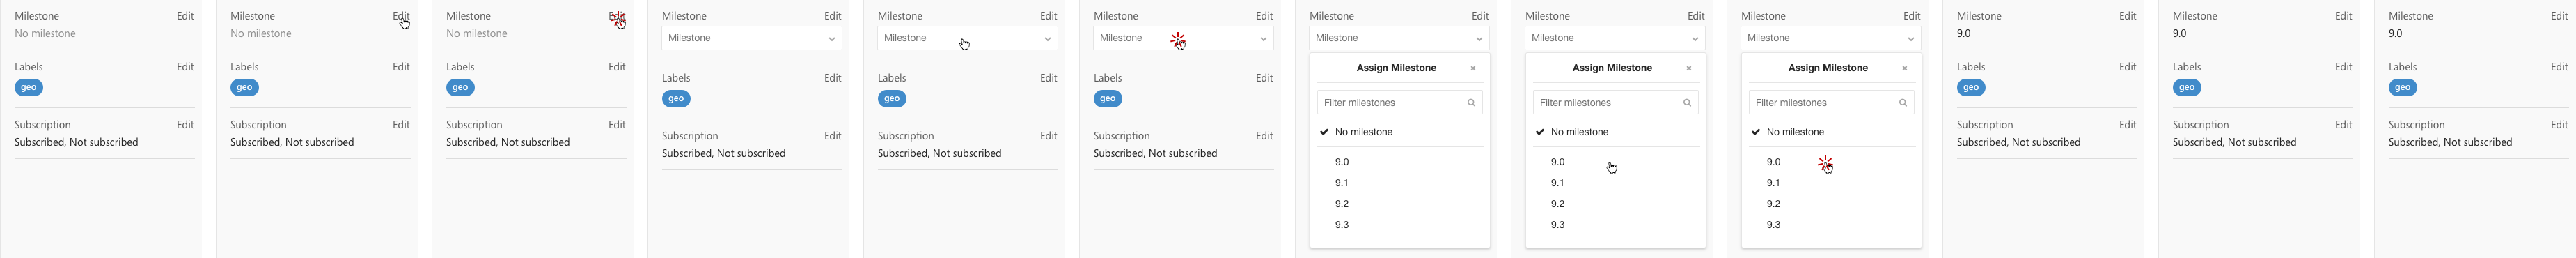 Milestone Edit
No milestone
Labels Edit
geo
Subscription Edit
Subscribed, Not subscribed
Milestone Edit
No milestone
Labels Edit
geo
Subscription Edit
Subscribed, Not subscribed
Milestone Edit
No milestone
Labels Edit
geo
Subscription Edit
Subscribed, Not subscribed
Milestone Edit
Milestone
Labels Edit
geo
Subscription Edit
Subscribed, Not subscribed
Milestone Edit
Milestone
Labels Edit
geo
Subscription Edit
Subscribed, Not subscribed
Milestone Edit
Milestone
Labels Edit
geo
Subscription Edit
Subscribed, Not subscribed
Milestone Edit
Milestone
Assign Milestone
Filter milestones
No milestone
9.0
9.1
9.2
9.3
Milestone Edit
Milestone
Assign Milestone
Filter milestones
No milestone
9.0
9.1
9.2
9.3
Milestone Edit
Milestone
Assign Milestone
Filter milestones
No milestone
9.0
9.1
9.2
9.3
Milestone Edit
9.0
Labels Edit
geo
Subscription Edit
Subscribed, Not subscribed
Milestone Edit
9.0
Labels Edit
geo
Subscription Edit
Subscribed, Not subscribed
Milestone Edit
9.0
Labels Edit
geo
Subscription Edit
Subscribed, Not subscribed